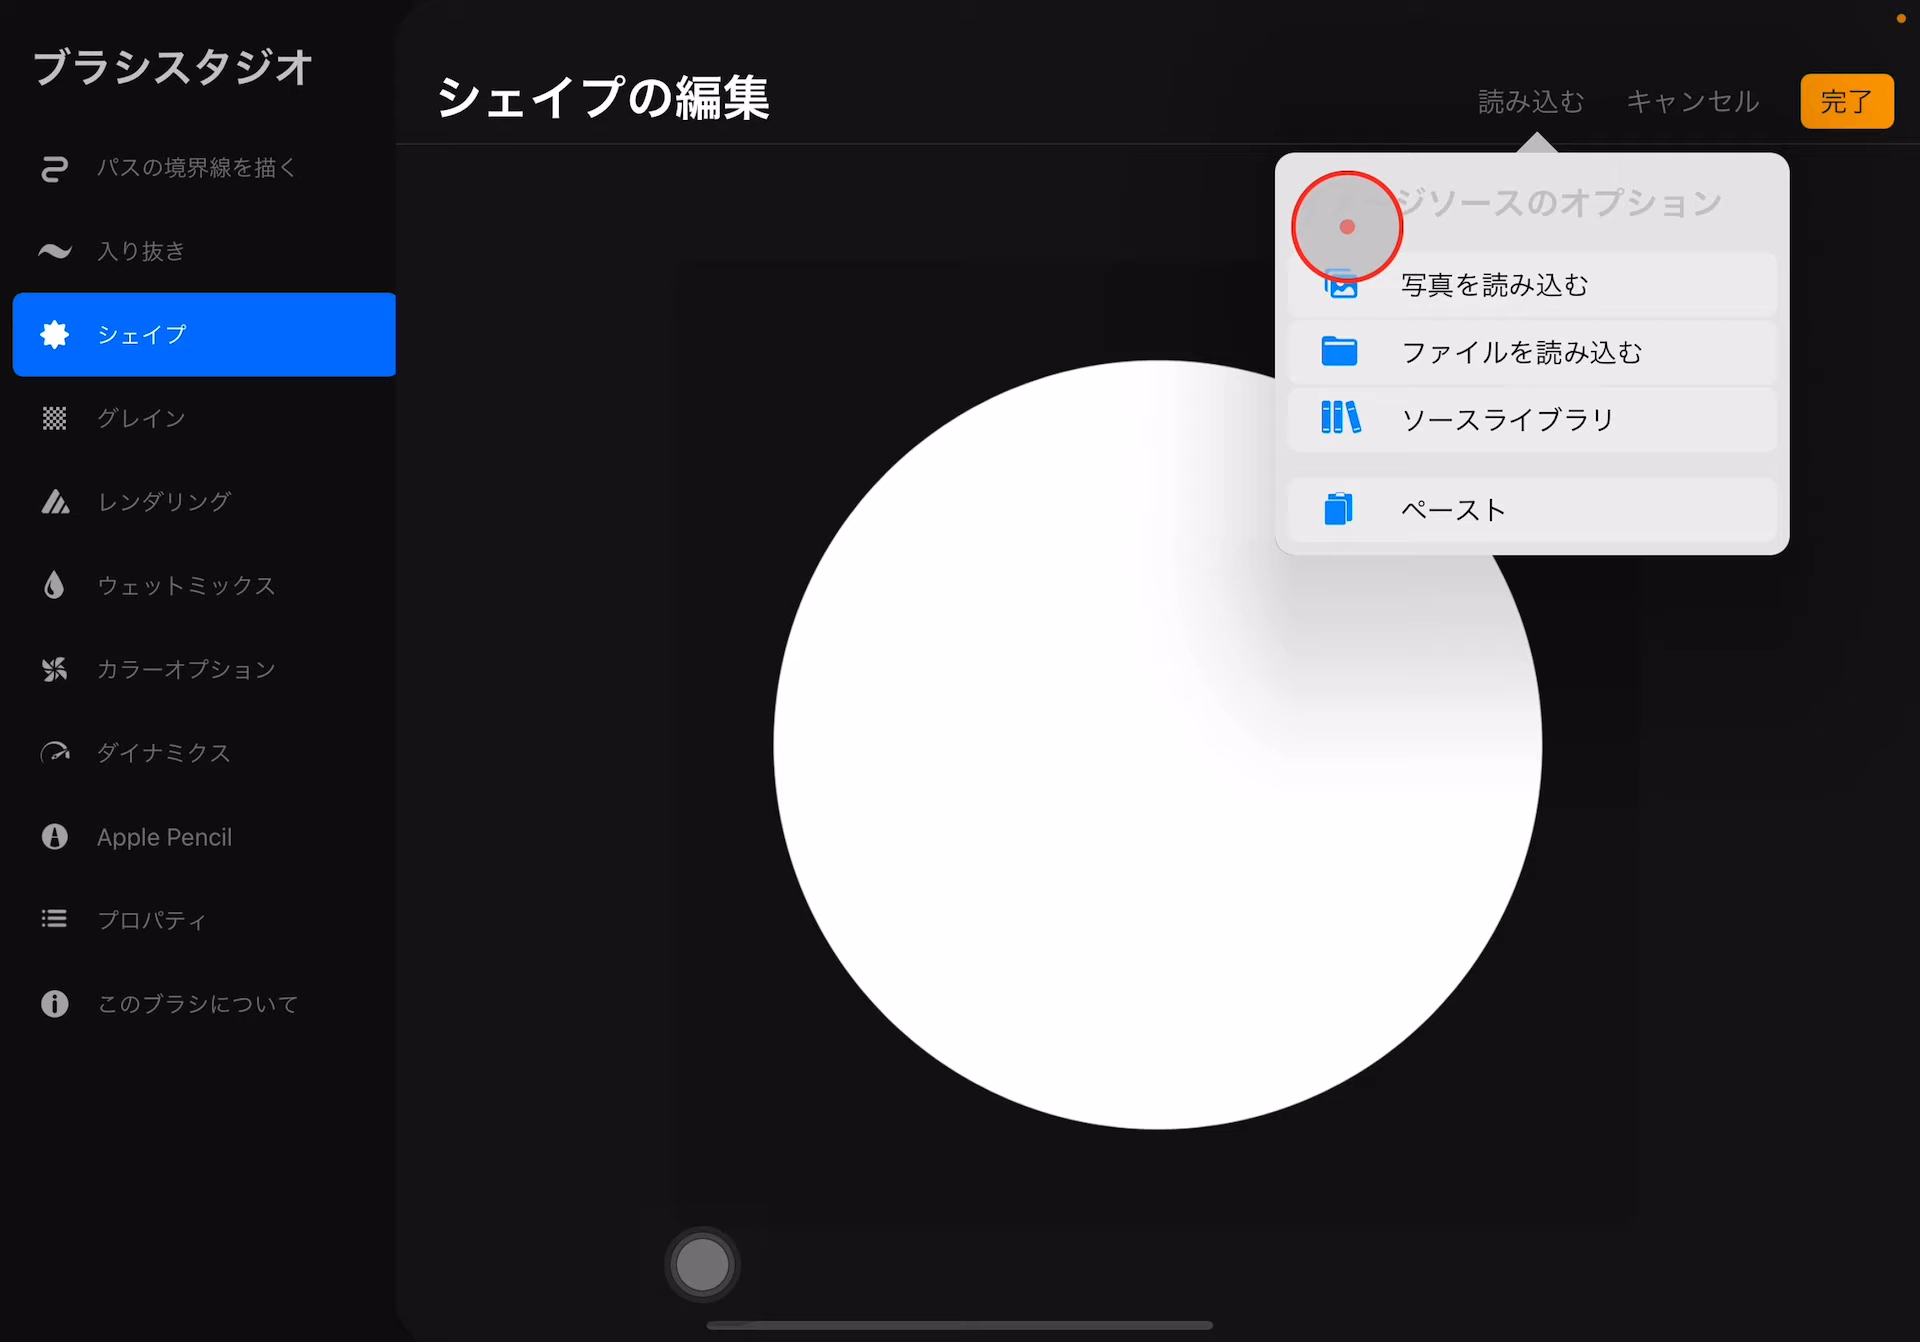 ブラシスタジオ
パスの境界線を描く
入り抜き
シェイプ
グレイン
レンダリング
ウェットミックス
カラーオプション
ダイナミクス
Apple Pencil
プロパティ
このブラシについて
シェイプの編集
読み込む
キャンセル
完了
ージソースのオプション
写真を読み込む
ファイルを読み込む
ソースライブラリ
ペースト